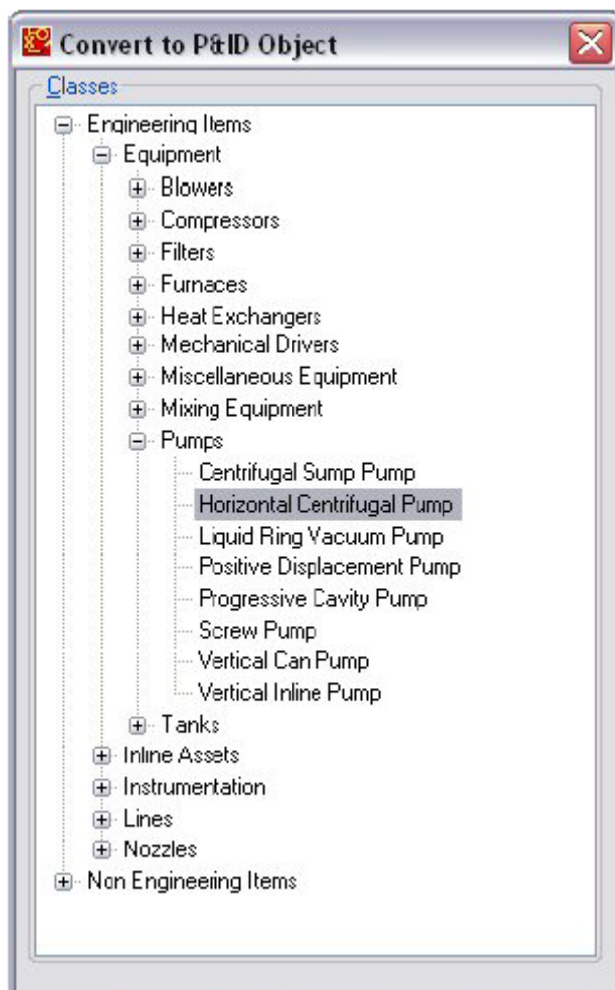 Convert to P&ID Object
Classes
Engineering Items
Equipment
Blowers
Compressors
Filters
Furnaces
Heat Exchangers
Mechanical Drivers
Miscellaneous Equipment
Mixing Equipment
Pumps
Centrifugal Sump Pump
Horizontal Centrifugal Pump
Liquid Ring Vacuum Pump
Positive Displacement Pump
Progressive Cavity Pump
Screw Pump
Vertical Can Pump
Vertical Inline Pump
Tanks
Inline Assets
Instrumentation
Lines
Nozzles
Non Engineering Items